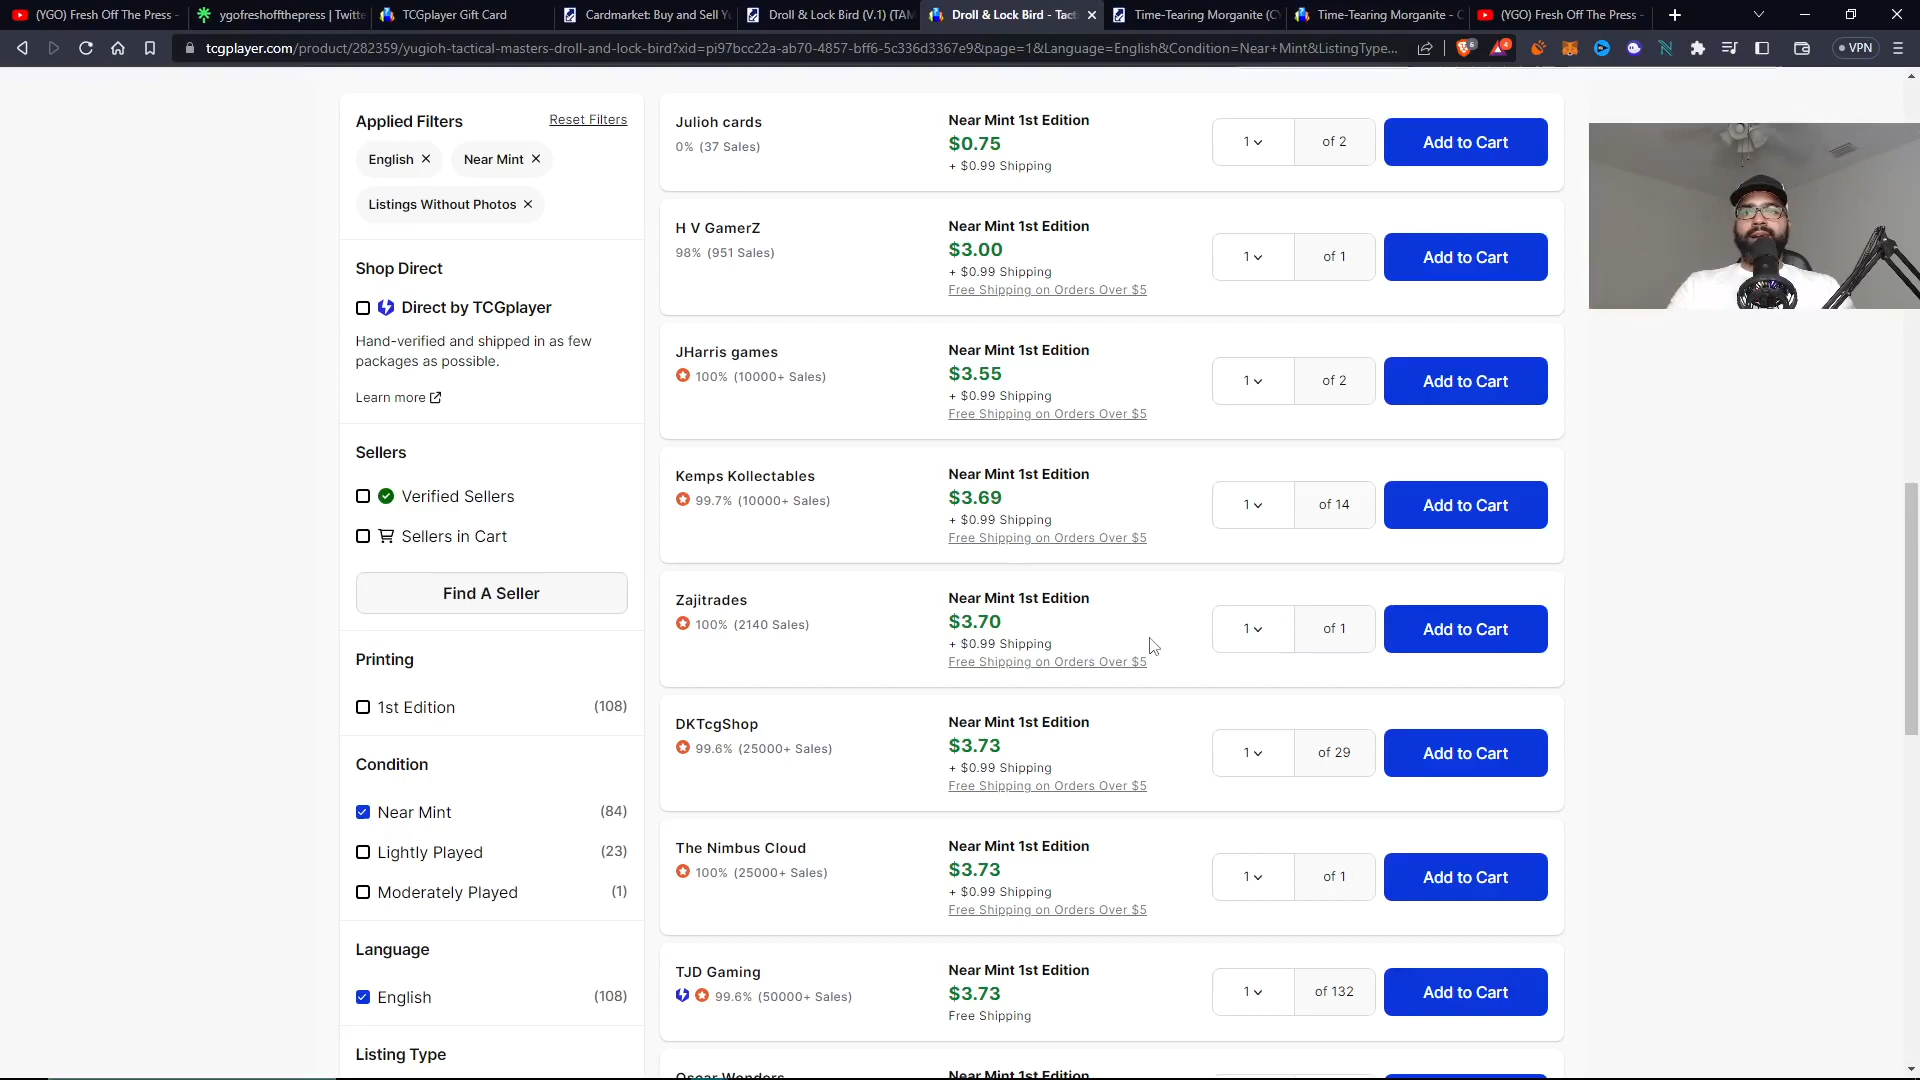 (YGO) Fresh Off The Press -
ygofreshoffthepress | Twitte
TCGplayer Gift Card
Cardmarket: Buy and Sell Y
Droll & Lock Bird (V.1) (TAM
Droll & Lock Bird - Tact
Time-Tearing Morganite (CY
Time-Tearing Morganite - C
(YGO) Fresh Off The Press -
tcgplayer.com/product/282359/yugioh-tactical-masters-droll-and-lock-bird?xid=pi97bcc22a-ab70-4857-bff6-5c336d3367e9&page=1&Language=English&Condition=Near+Mint&ListingType...
6
4
VPN
Applied Filters
Reset Filters
English
Near Mint
Listings Without Photos
Shop Direct
Direct by TCGplayer
Hand-verified and shipped in as few
packages as possible.
Learn more
Sellers
Verified Sellers
Sellers in Cart
Find A Seller
Printing
1st Edition (108)
Condition
Near Mint (84)
Lightly Played (23)
Moderately Played (1)
Language
English (108)
Listing Type
Julioh cards
0% (37 Sales)
Near Mint 1st Edition
$0.75
+ $0.99 Shipping
1 of 2
Add to Cart
H V GamerZ
98% (951 Sales)
Near Mint 1st Edition
$3.00
+ $0.99 Shipping
Free Shipping on Orders Over $5
1 of 1
Add to Cart
JHarris games
100% (10000+ Sales)
Near Mint 1st Edition
$3.55
+ $0.99 Shipping
Free Shipping on Orders Over $5
1 of 2
Add to Cart
Kemps Kollectables
99.7% (10000+ Sales)
Near Mint 1st Edition
$3.69
+ $0.99 Shipping
Free Shipping on Orders Over $5
1 of 14
Add to Cart
Zajitrades
100% (2140 Sales)
Near Mint 1st Edition
$3.70
+ $0.99 Shipping
Free Shipping on Orders Over $5
1 of 1
Add to Cart
DKTcgShop
99.6% (25000+ Sales)
Near Mint 1st Edition
$3.73
+ $0.99 Shipping
Free Shipping on Orders Over $5
1 of 29
Add to Cart
The Nimbus Cloud
100% (25000+ Sales)
Near Mint 1st Edition
$3.73
+ $0.99 Shipping
Free Shipping on Orders Over $5
1 of 1
Add to Cart
TJD Gaming
99.6% (50000+ Sales)
Near Mint 1st Edition
$3.73
Free Shipping
1 of 132
Add to Cart
Oscar Wonders
Near Mint 1st Edition